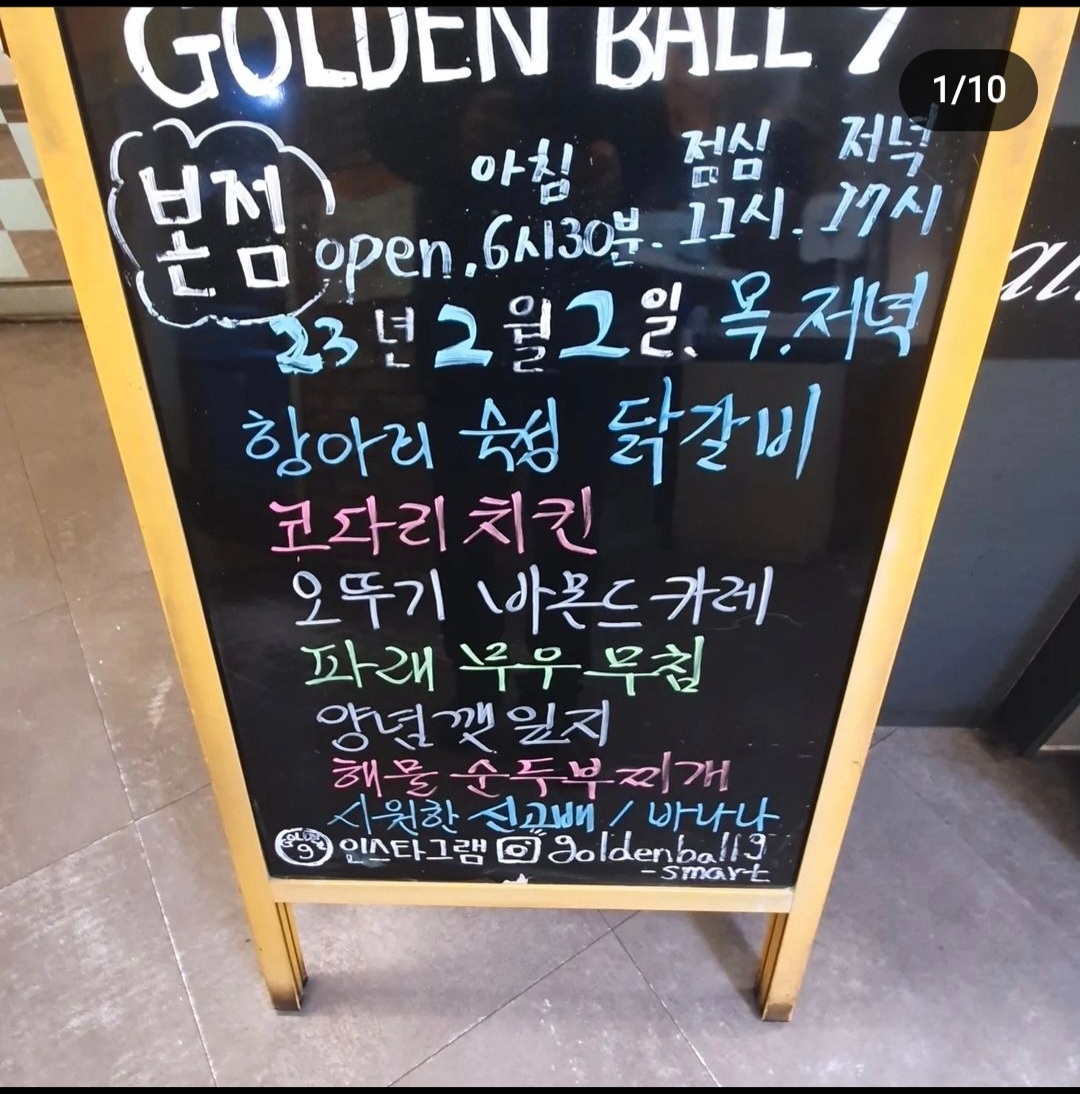 GOLDEN BALL 9
1/10
본점
아침 점심 저녁
open. 6시30분. 11시. 17시
23년 2월 2일. 목.저녁
항아리 숙성 닭갈비
코다리 치킨
오뚜기 바몬드 카레
파래 무우 무침
양념 깻잎지
해물 순두부찌개
시원한 신고배 / 바나나
인스타그램 goldenball9
-smart